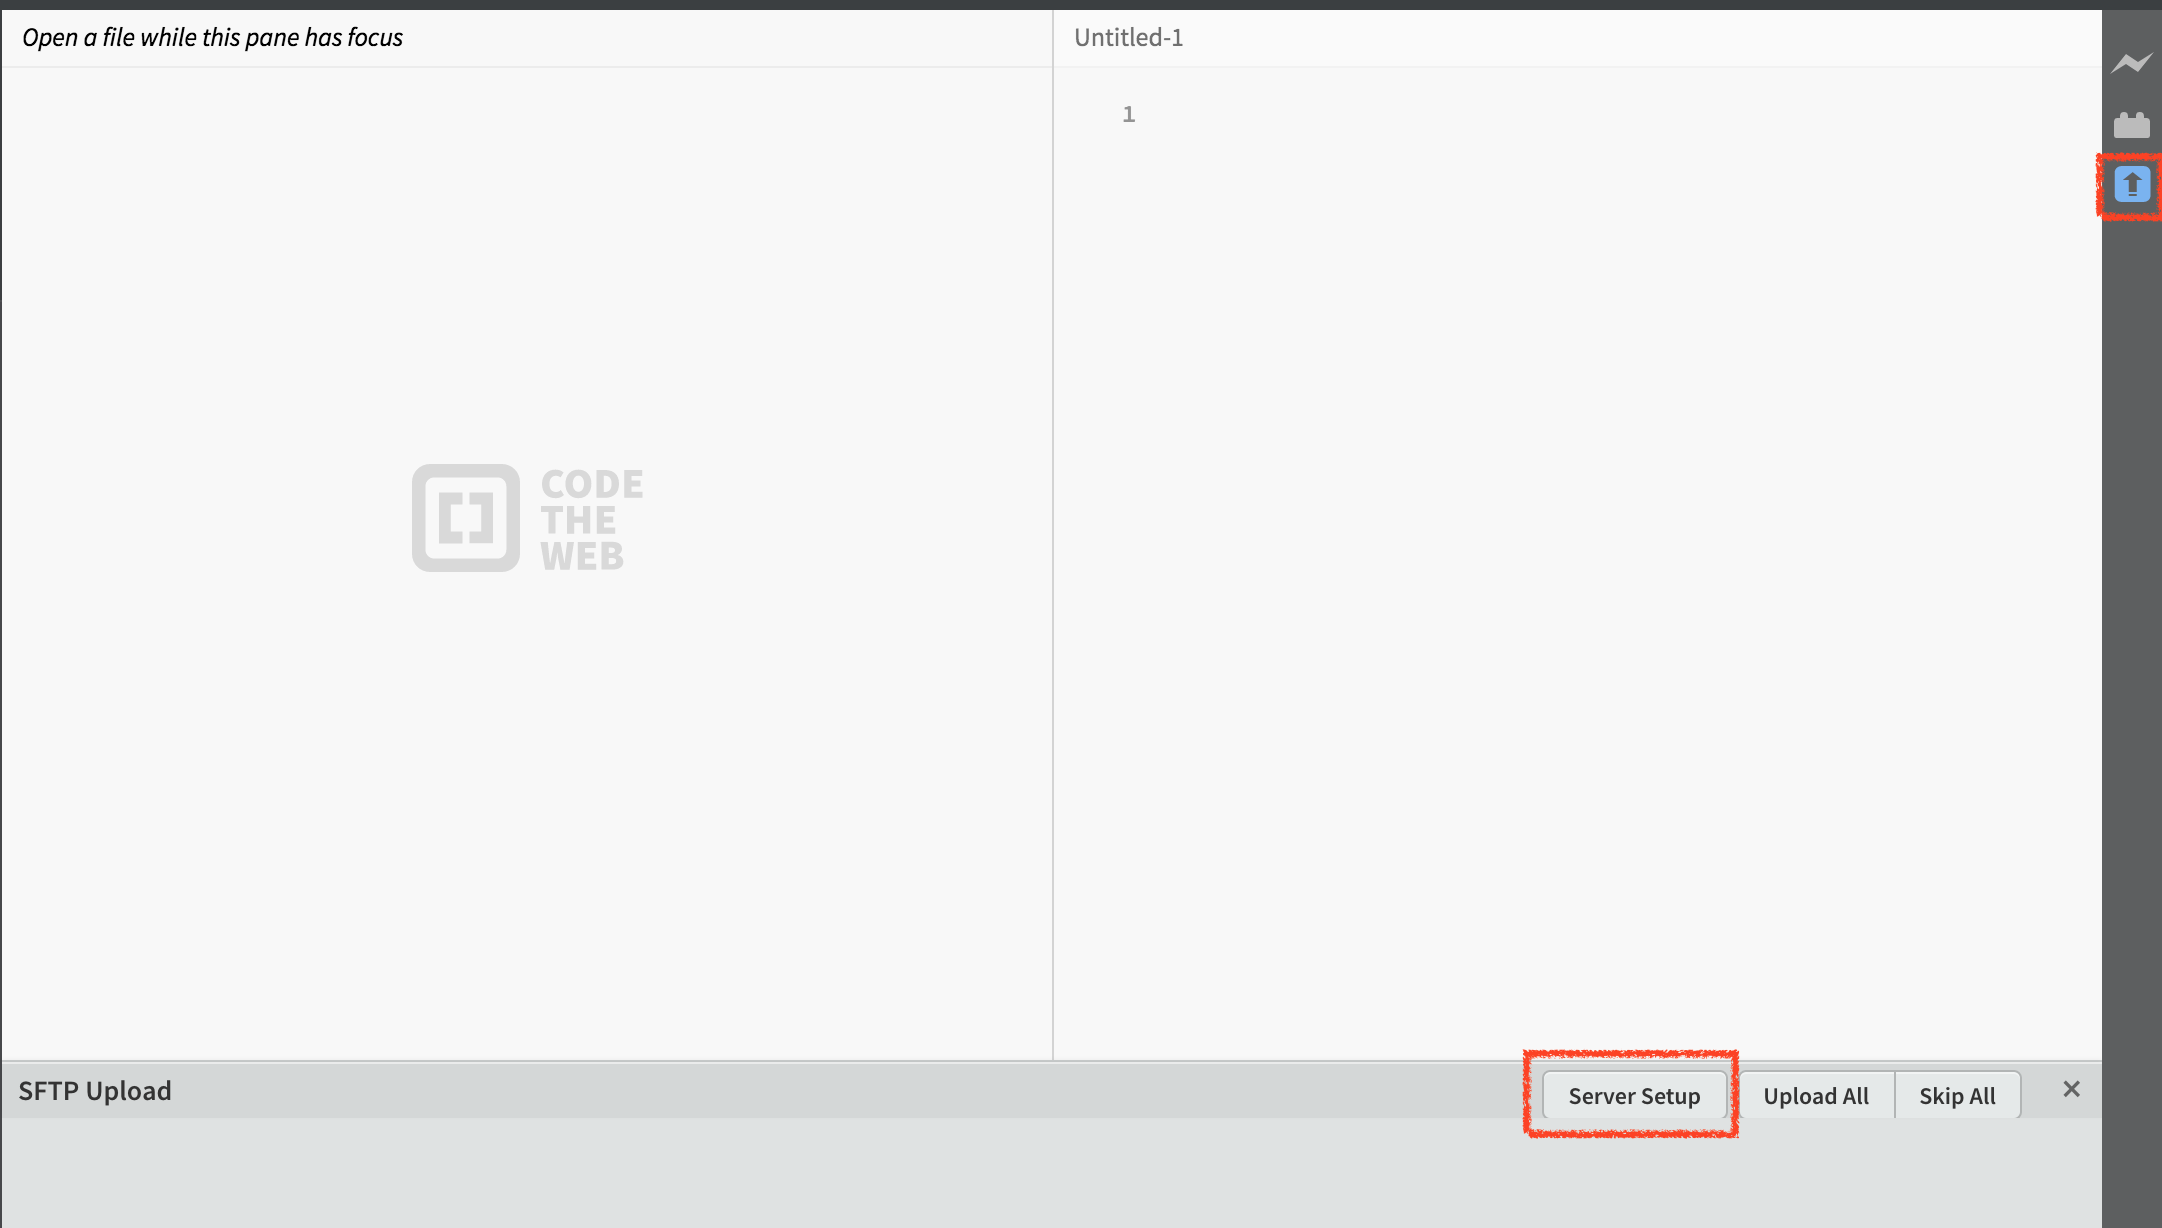 Open a file while this pane has focus
Untitled-1
1
CODE
THE
WEB
SFTP Upload
Server Setup
Upload All
Skip All